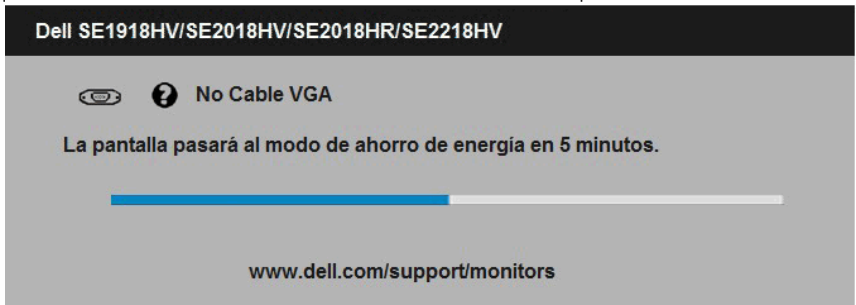 Dell SE1918HV/SE2018HV/SE2018HR/SE2218HV
? No Cable VGA
La pantalla pasará al modo de ahorro de energía en 5 minutos.
www.dell.com/support/monitors